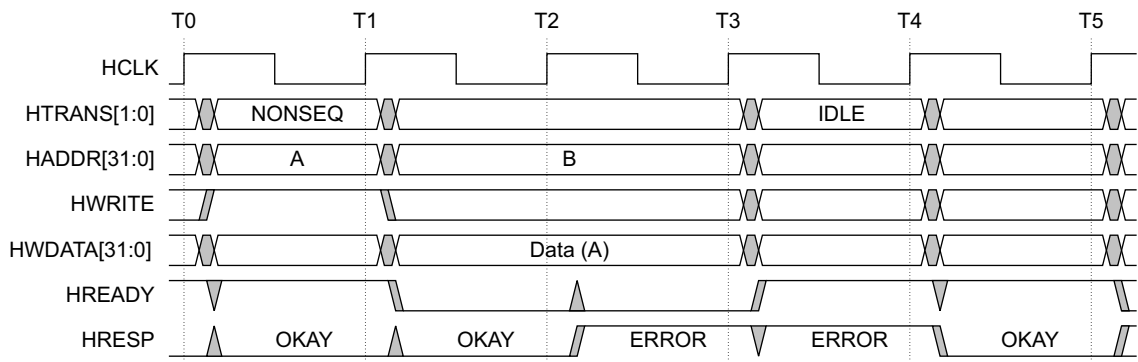 T0 T1 T2 T3 T4 T5
HCLK
HTRANS[1:0] NONSEQ IDLE
HADDR[31:0] A B
HWRITE
HWDATA[31:0] Data (A)
HREADY
HRESP OKAY OKAY ERROR ERROR OKAY